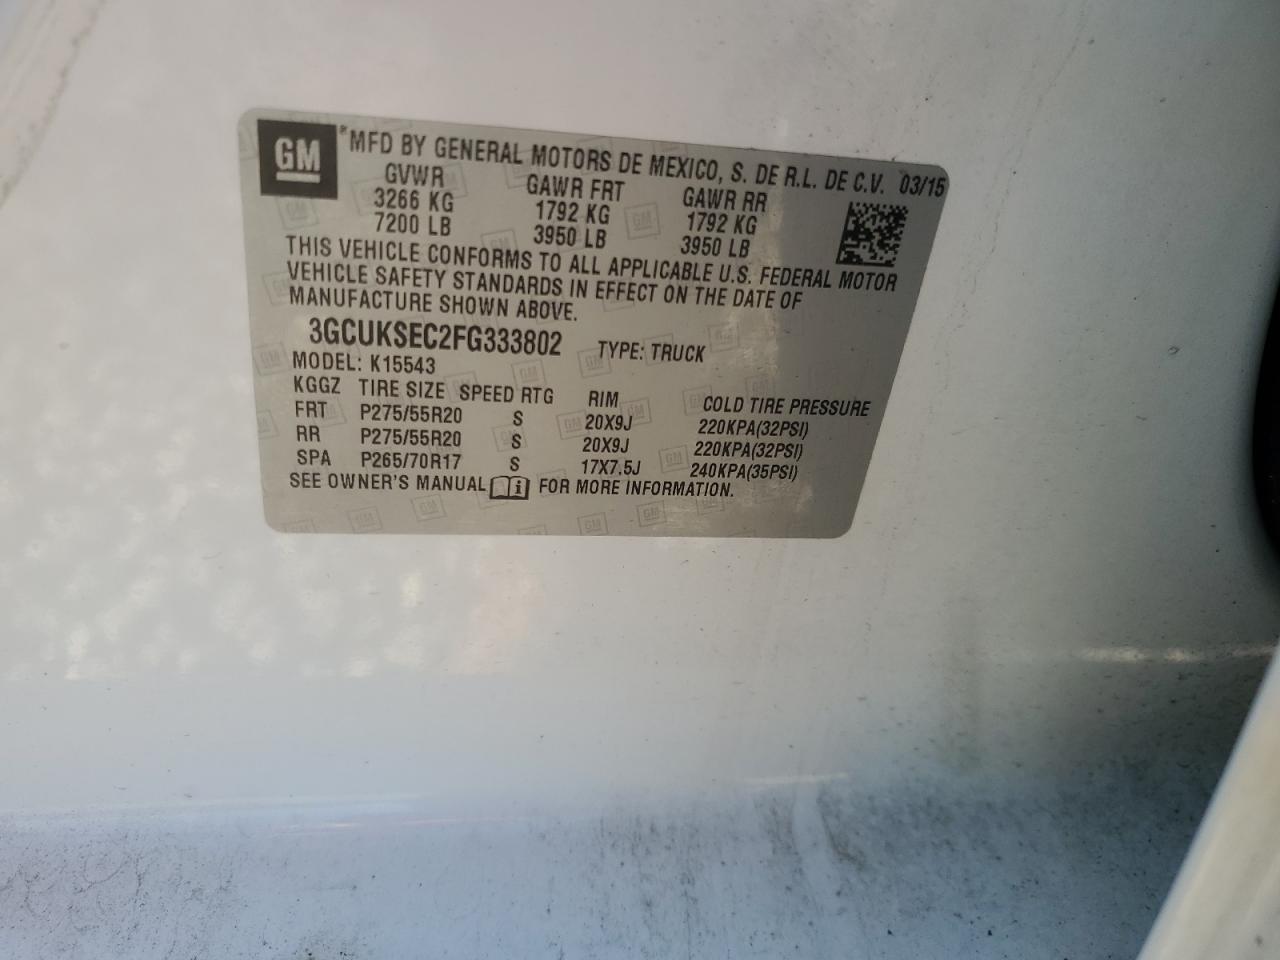 GM *MFD BY GENERAL MOTORS DE MEXICO, S. DE R.L. DE C.V. 03/15
GVWR GAWR FRT GAWR RR
3266 KG 1792 KG 1792 KG
7200 LB 3950 LB 3950 LB
THIS VEHICLE CONFORMS TO ALL APPLICABLE U.S. FEDERAL MOTOR
VEHICLE SAFETY STANDARDS IN EFFECT ON THE DATE OF
MANUFACTURE SHOWN ABOVE.
3GCUKSEC2FG333802 TYPE: TRUCK
MODEL: K15543
KGGZ TIRE SIZE SPEED RTG RIM COLD TIRE PRESSURE
FRT P275/55R20 S 20X9J 220KPA(32PSI)
RR P275/55R20 S 20X9J 220KPA(32PSI)
SPA P265/70R17 S 17X7.5J 240KPA(35PSI)
SEE OWNER'S MANUAL i FOR MORE INFORMATION.